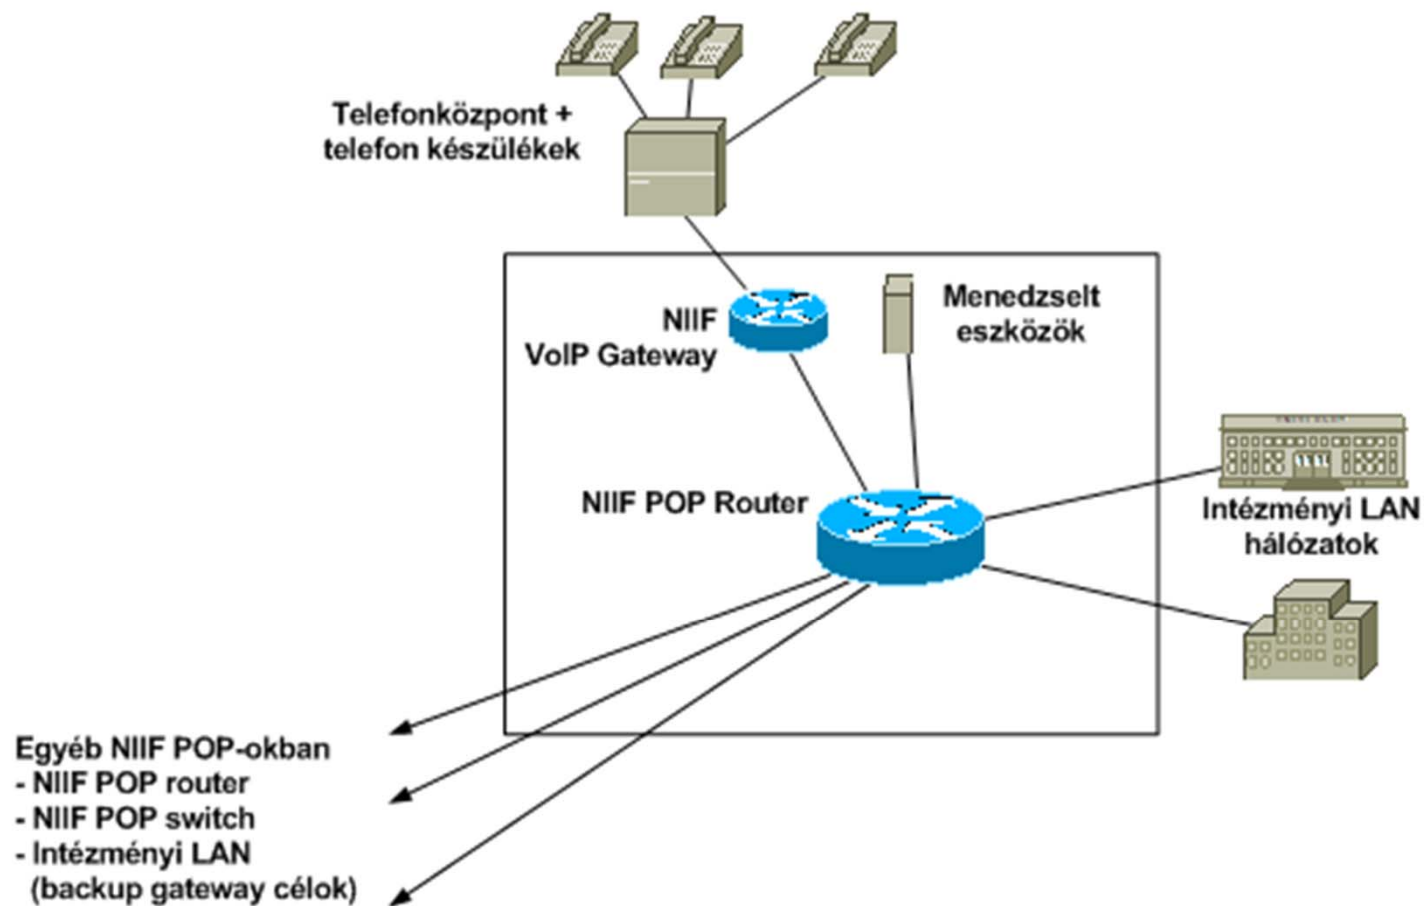 Telefonközpont +
telefon készülékek
NIIF
VoIP Gateway
Menedzselt
eszközök
NIIF POP Router
Intézményi LAN
hálózatok
Egyéb NIIF POP-okban
- NIIF POP router
- NIIF POP switch
- Intézményi LAN
(backup gateway célok)